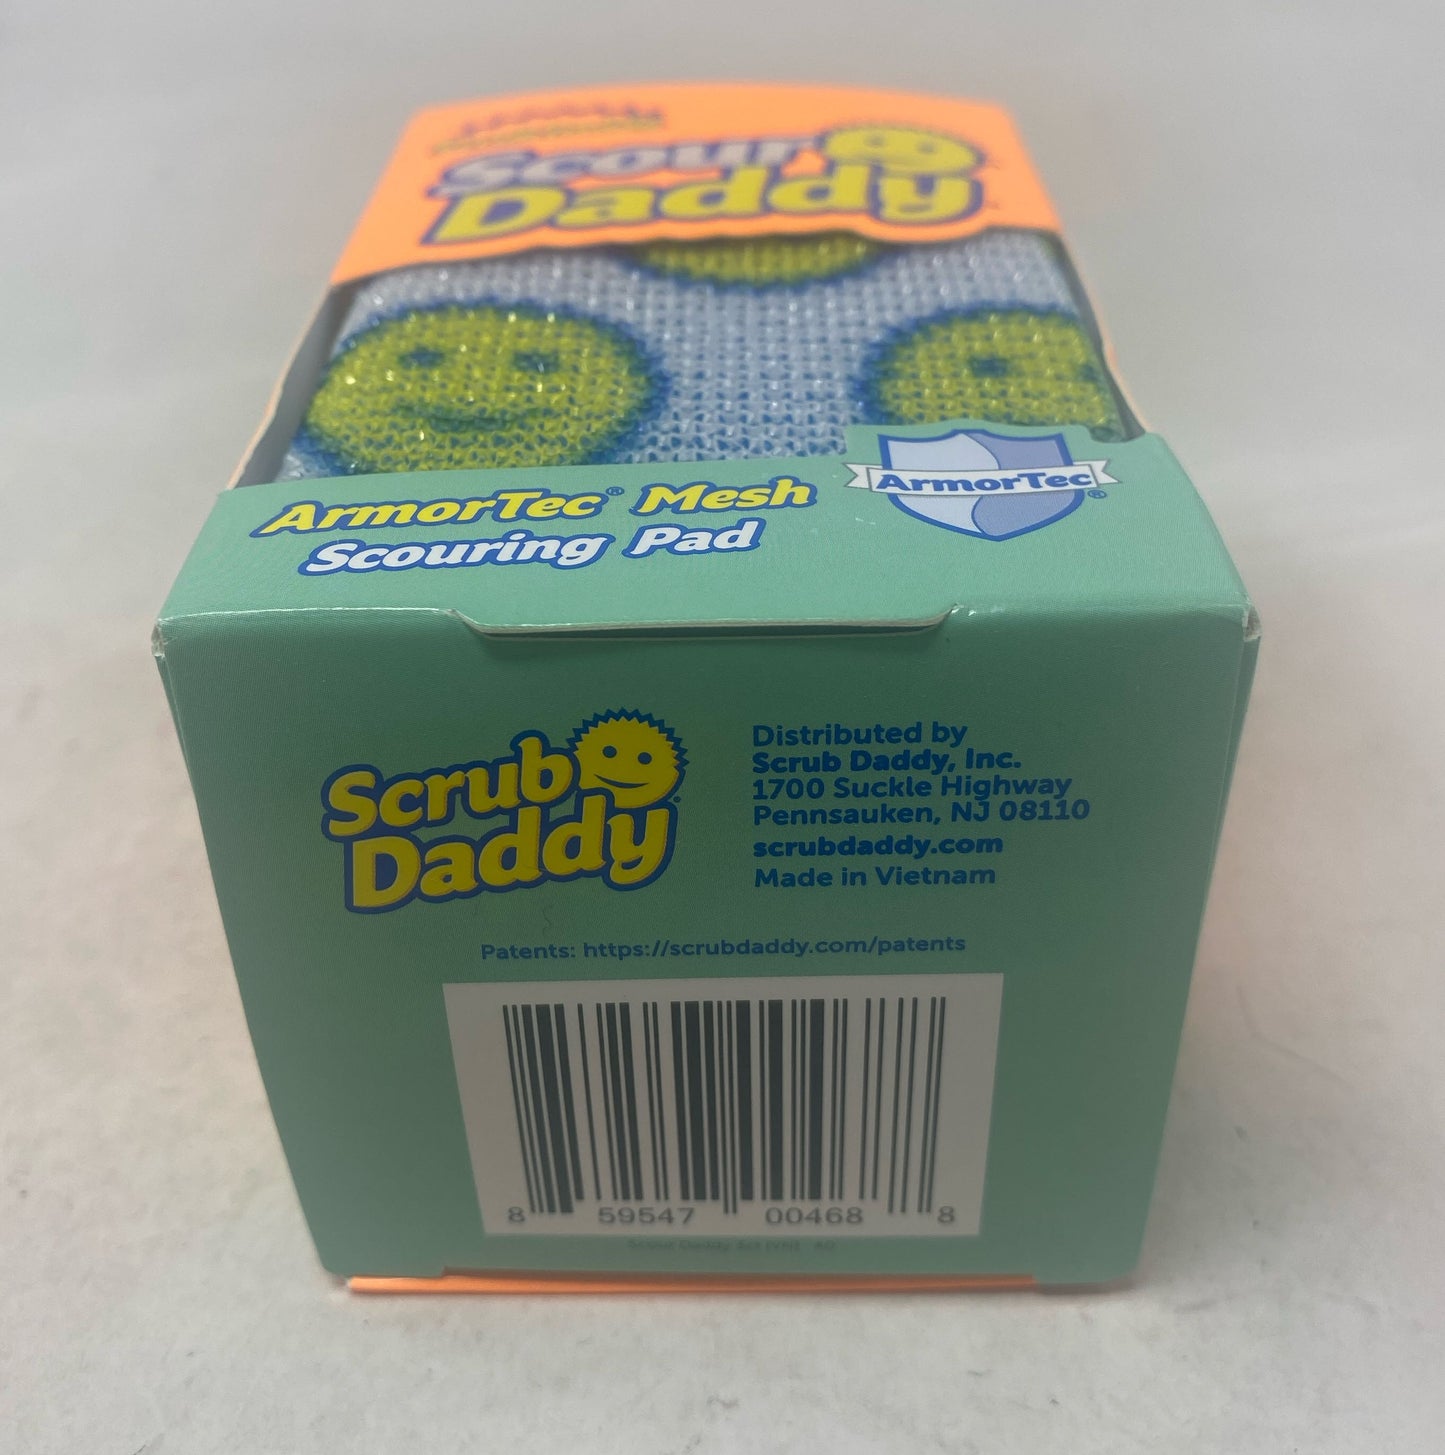 Scour
Daddy
ArmorTec® Mesh
Scouring Pad
ArmorTec®
Scrub
Daddy
Distributed by
Scrub Daddy, Inc.
1700 Suckle Highway
Pennsauken, NJ 08110
scrubdaddy.com
Made in Vietnam
Patents: https://scrubdaddy.com/patents
8 59547 00468 8